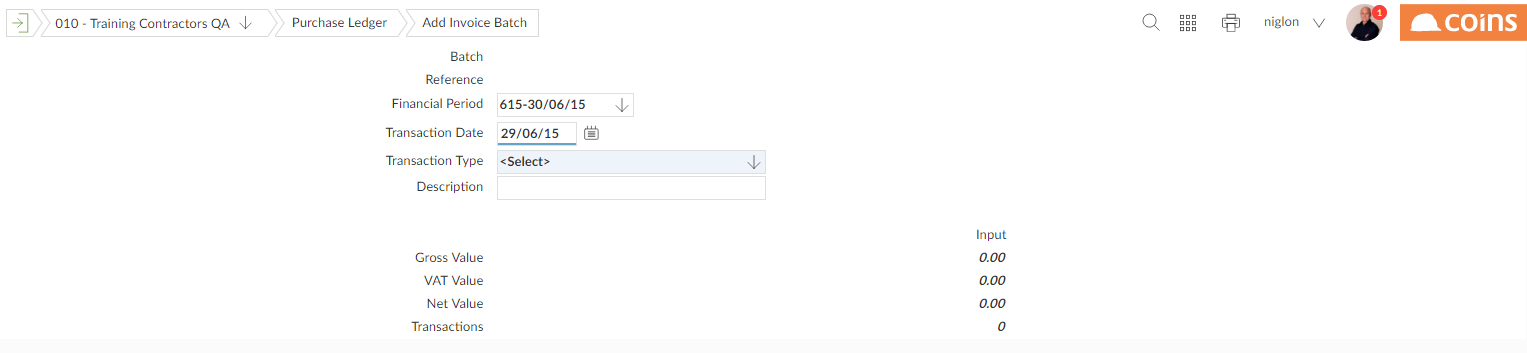 010 - Training Contractors QA Purchase Ledger Add Invoice Batch niglon 1 coins
Batch
Reference
Financial Period 615-30/06/15
Transaction Date 29/06/15
Transaction Type <Select>
Description
Input
Gross Value 0.00
VAT Value 0.00
Net Value 0.00
Transactions 0